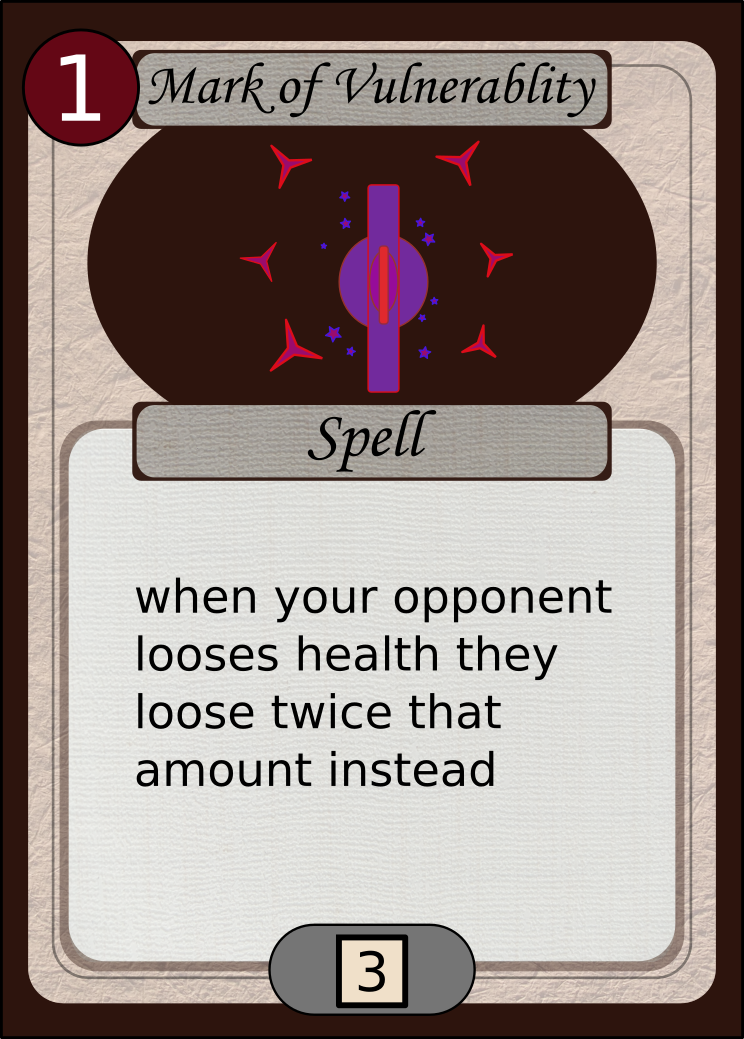 1
Mark of Vulnerablity
Spell
when your opponent
looses health they
loose twice that
amount instead
3